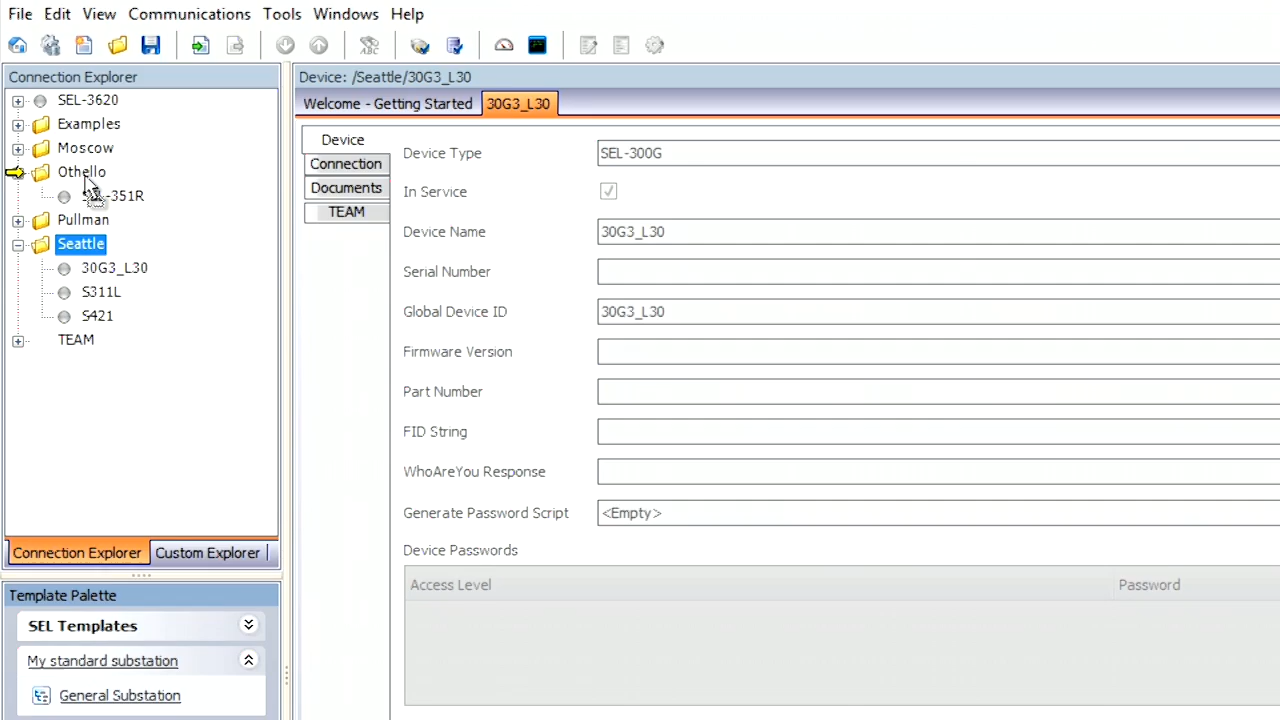 File Edit View Communications Tools Windows Help
Connection Explorer
SEL-3620
Examples
Moscow
Othello
-351R
Pullman
Seattle
30G3_L30
S311L
S421
TEAM
Connection Explorer Custom Explorer
Template Palette
SEL Templates
My standard substation
General Substation
Device: /Seattle/30G3_L30
Welcome - Getting Started 30G3_L30
Device
Connection
Documents
TEAM
Device Type SEL-300G
In Service
Device Name 30G3_L30
Serial Number
Global Device ID 30G3_L30
Firmware Version
Part Number
FID String
WhoAreYou Response
Generate Password Script <Empty>
Device Passwords
Access Level Password